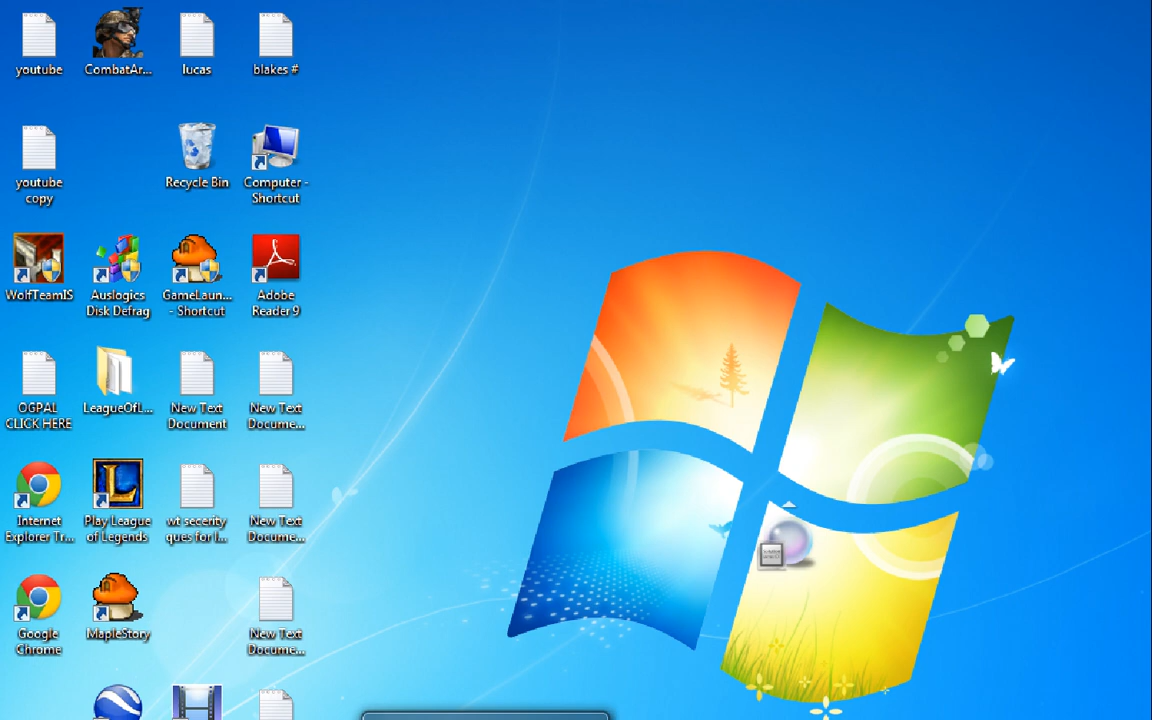 youtube
CombatAr...
lucas
blakes #
youtube
copy
Recycle Bin
Computer -
Shortcut
WolfTeamIS
Auslogics
Disk Defrag
GameLaun...
- Shortcut
Adobe
Reader 9
OGPAL
CLICK HERE
LeagueOfL...
New Text
Document
New Text
Docume...
Internet
Explorer Tr...
Play League
of Legends
wt secerity
ques for l...
New Text
Docume...
Google
Chrome
MapleStory
New Text
Docume...